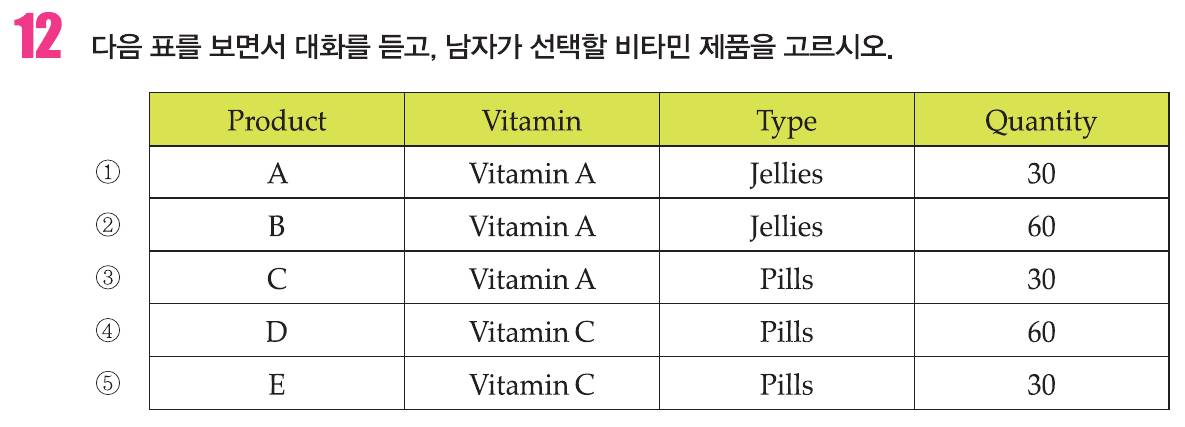 12 다음 표를 보면서 대화를 듣고, 남자가 선택할 비타민 제품을 고르시오.
Product Vitamin Type Quantity
① A Vitamin A Jellies 30
② B Vitamin A Jellies 60
③ C Vitamin A Pills 30
④ D Vitamin C Pills 60
⑤ E Vitamin C Pills 30